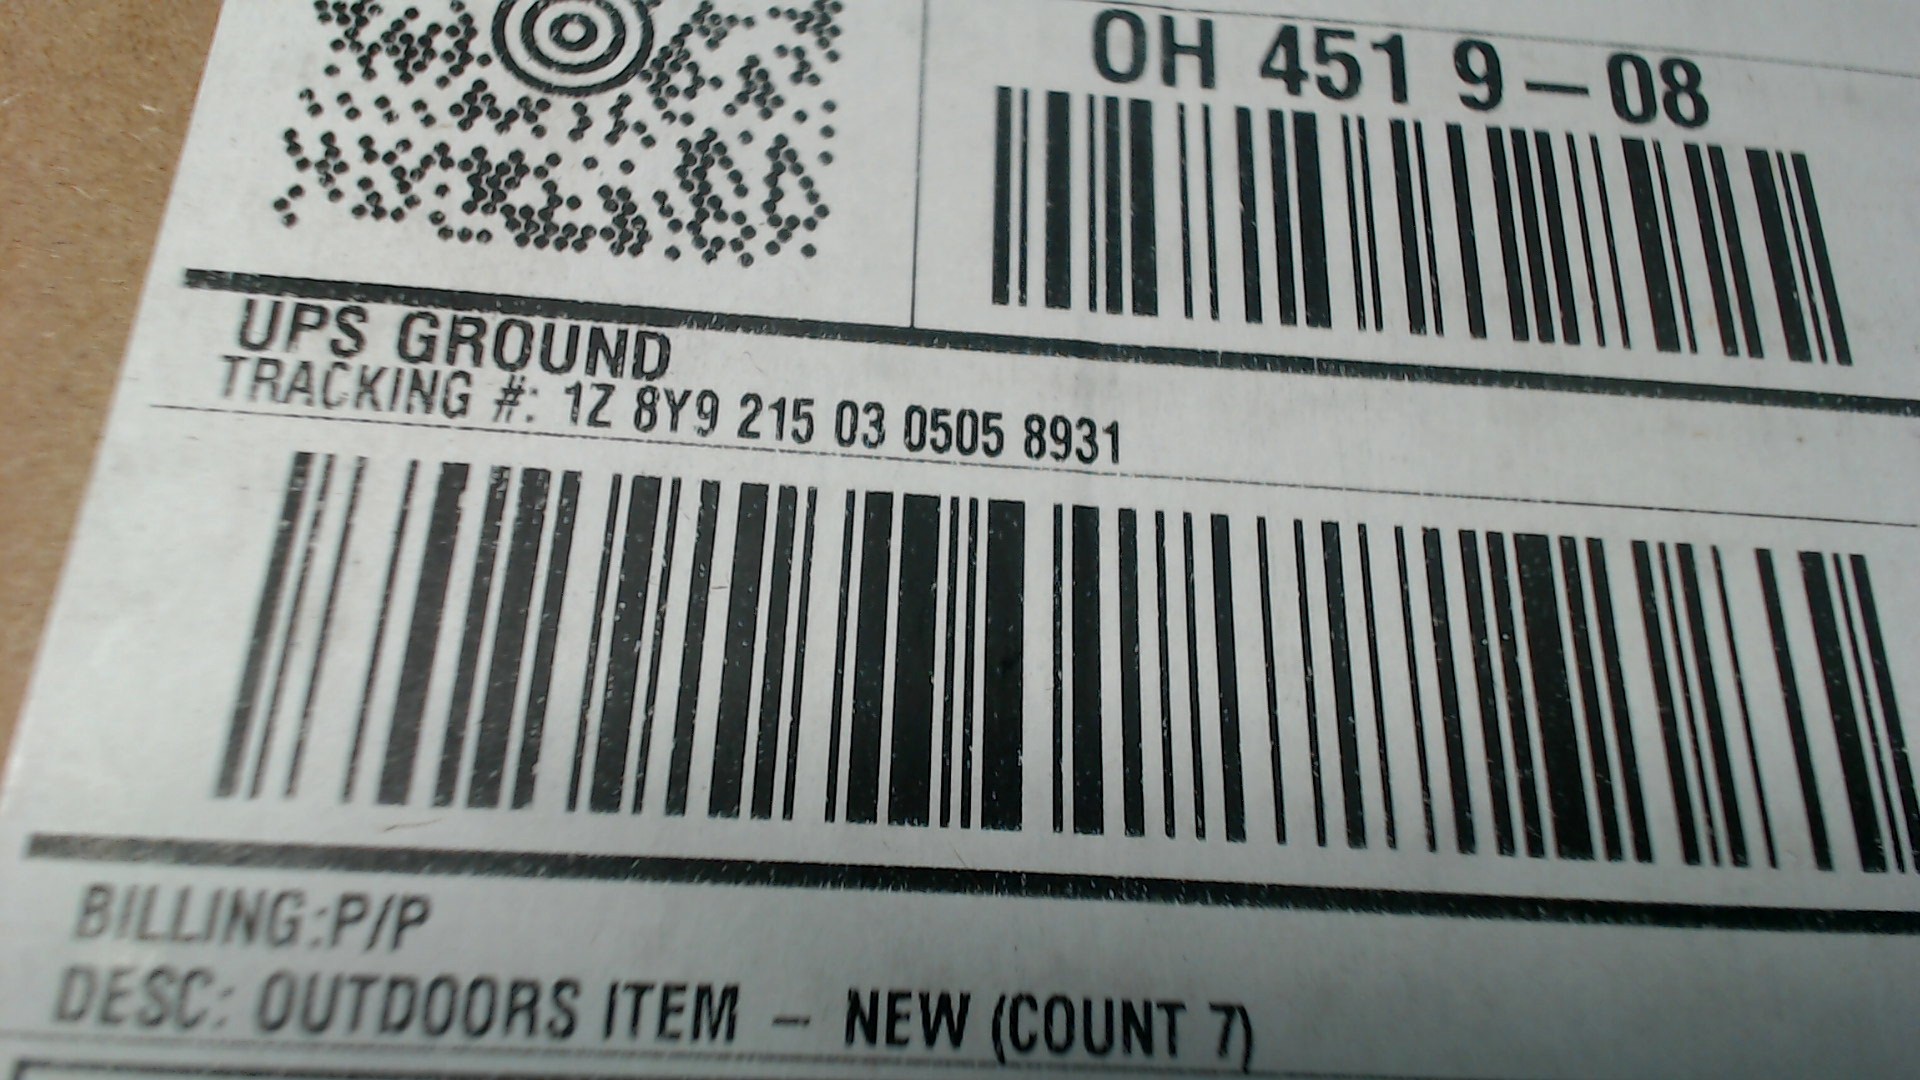 OH 451 9-08
UPS GROUND
TRACKING #: 1Z 8Y9 215 03 0505 8931
BILLING:P/P
DESC: OUTDOORS ITEM - NEW (COUNT 7)